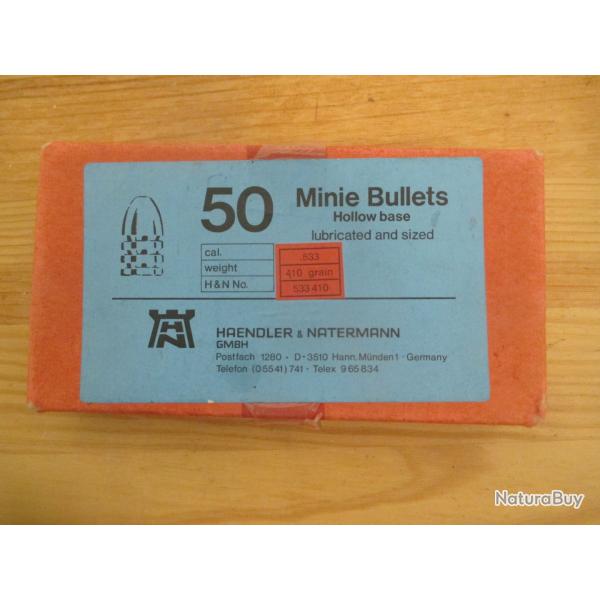 50
Minie Bullets
Hollow base
lubricated and sized
cal. .533
weight 410 grain
H&N No. 533 410
HAENDLER & NATERMANN
GMBH
Postfach 1280 · D-3510 Hann. Münden 1 · Germany
Telefon (05541) 741 · Telex 965834
NaturaBuy